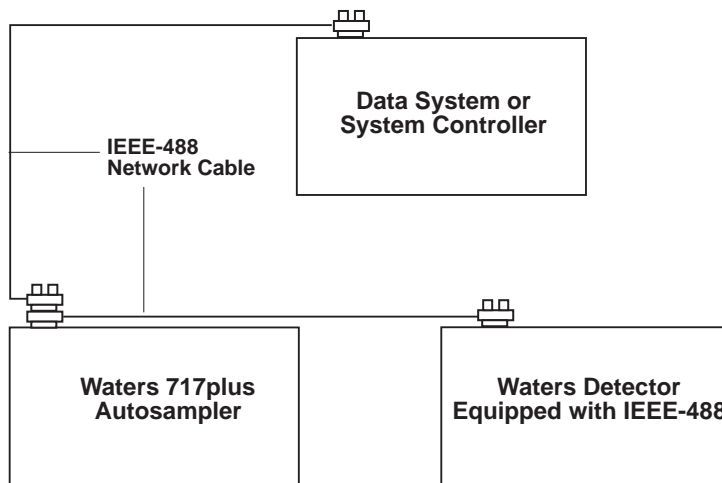 Data System or
System Controller
IEEE-488
Network Cable
Waters 717plus
Autosampler
Waters Detector
Equipped with IEEE-488